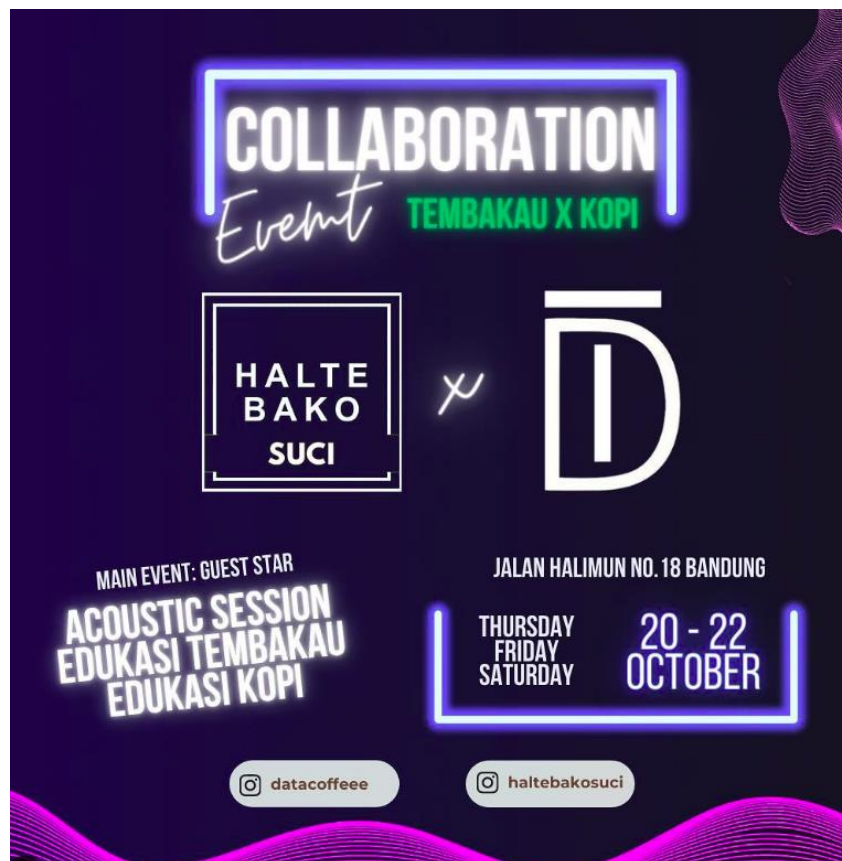 COLLABORATION
Evemt TEMBAKAU X KOPI
HALTE
BAKO
SUCI
x
D
MAIN EVENT: GUEST STAR
ACOUSTIC SESSION
EDUKASI TEMBAKAU
EDUKASI KOPI
JALAN HALIMUN NO.18 BANDUNG
THURSDAY
FRIDAY
SATURDAY
20 - 22
OCTOBER
datacoffeee
haltebakosuci